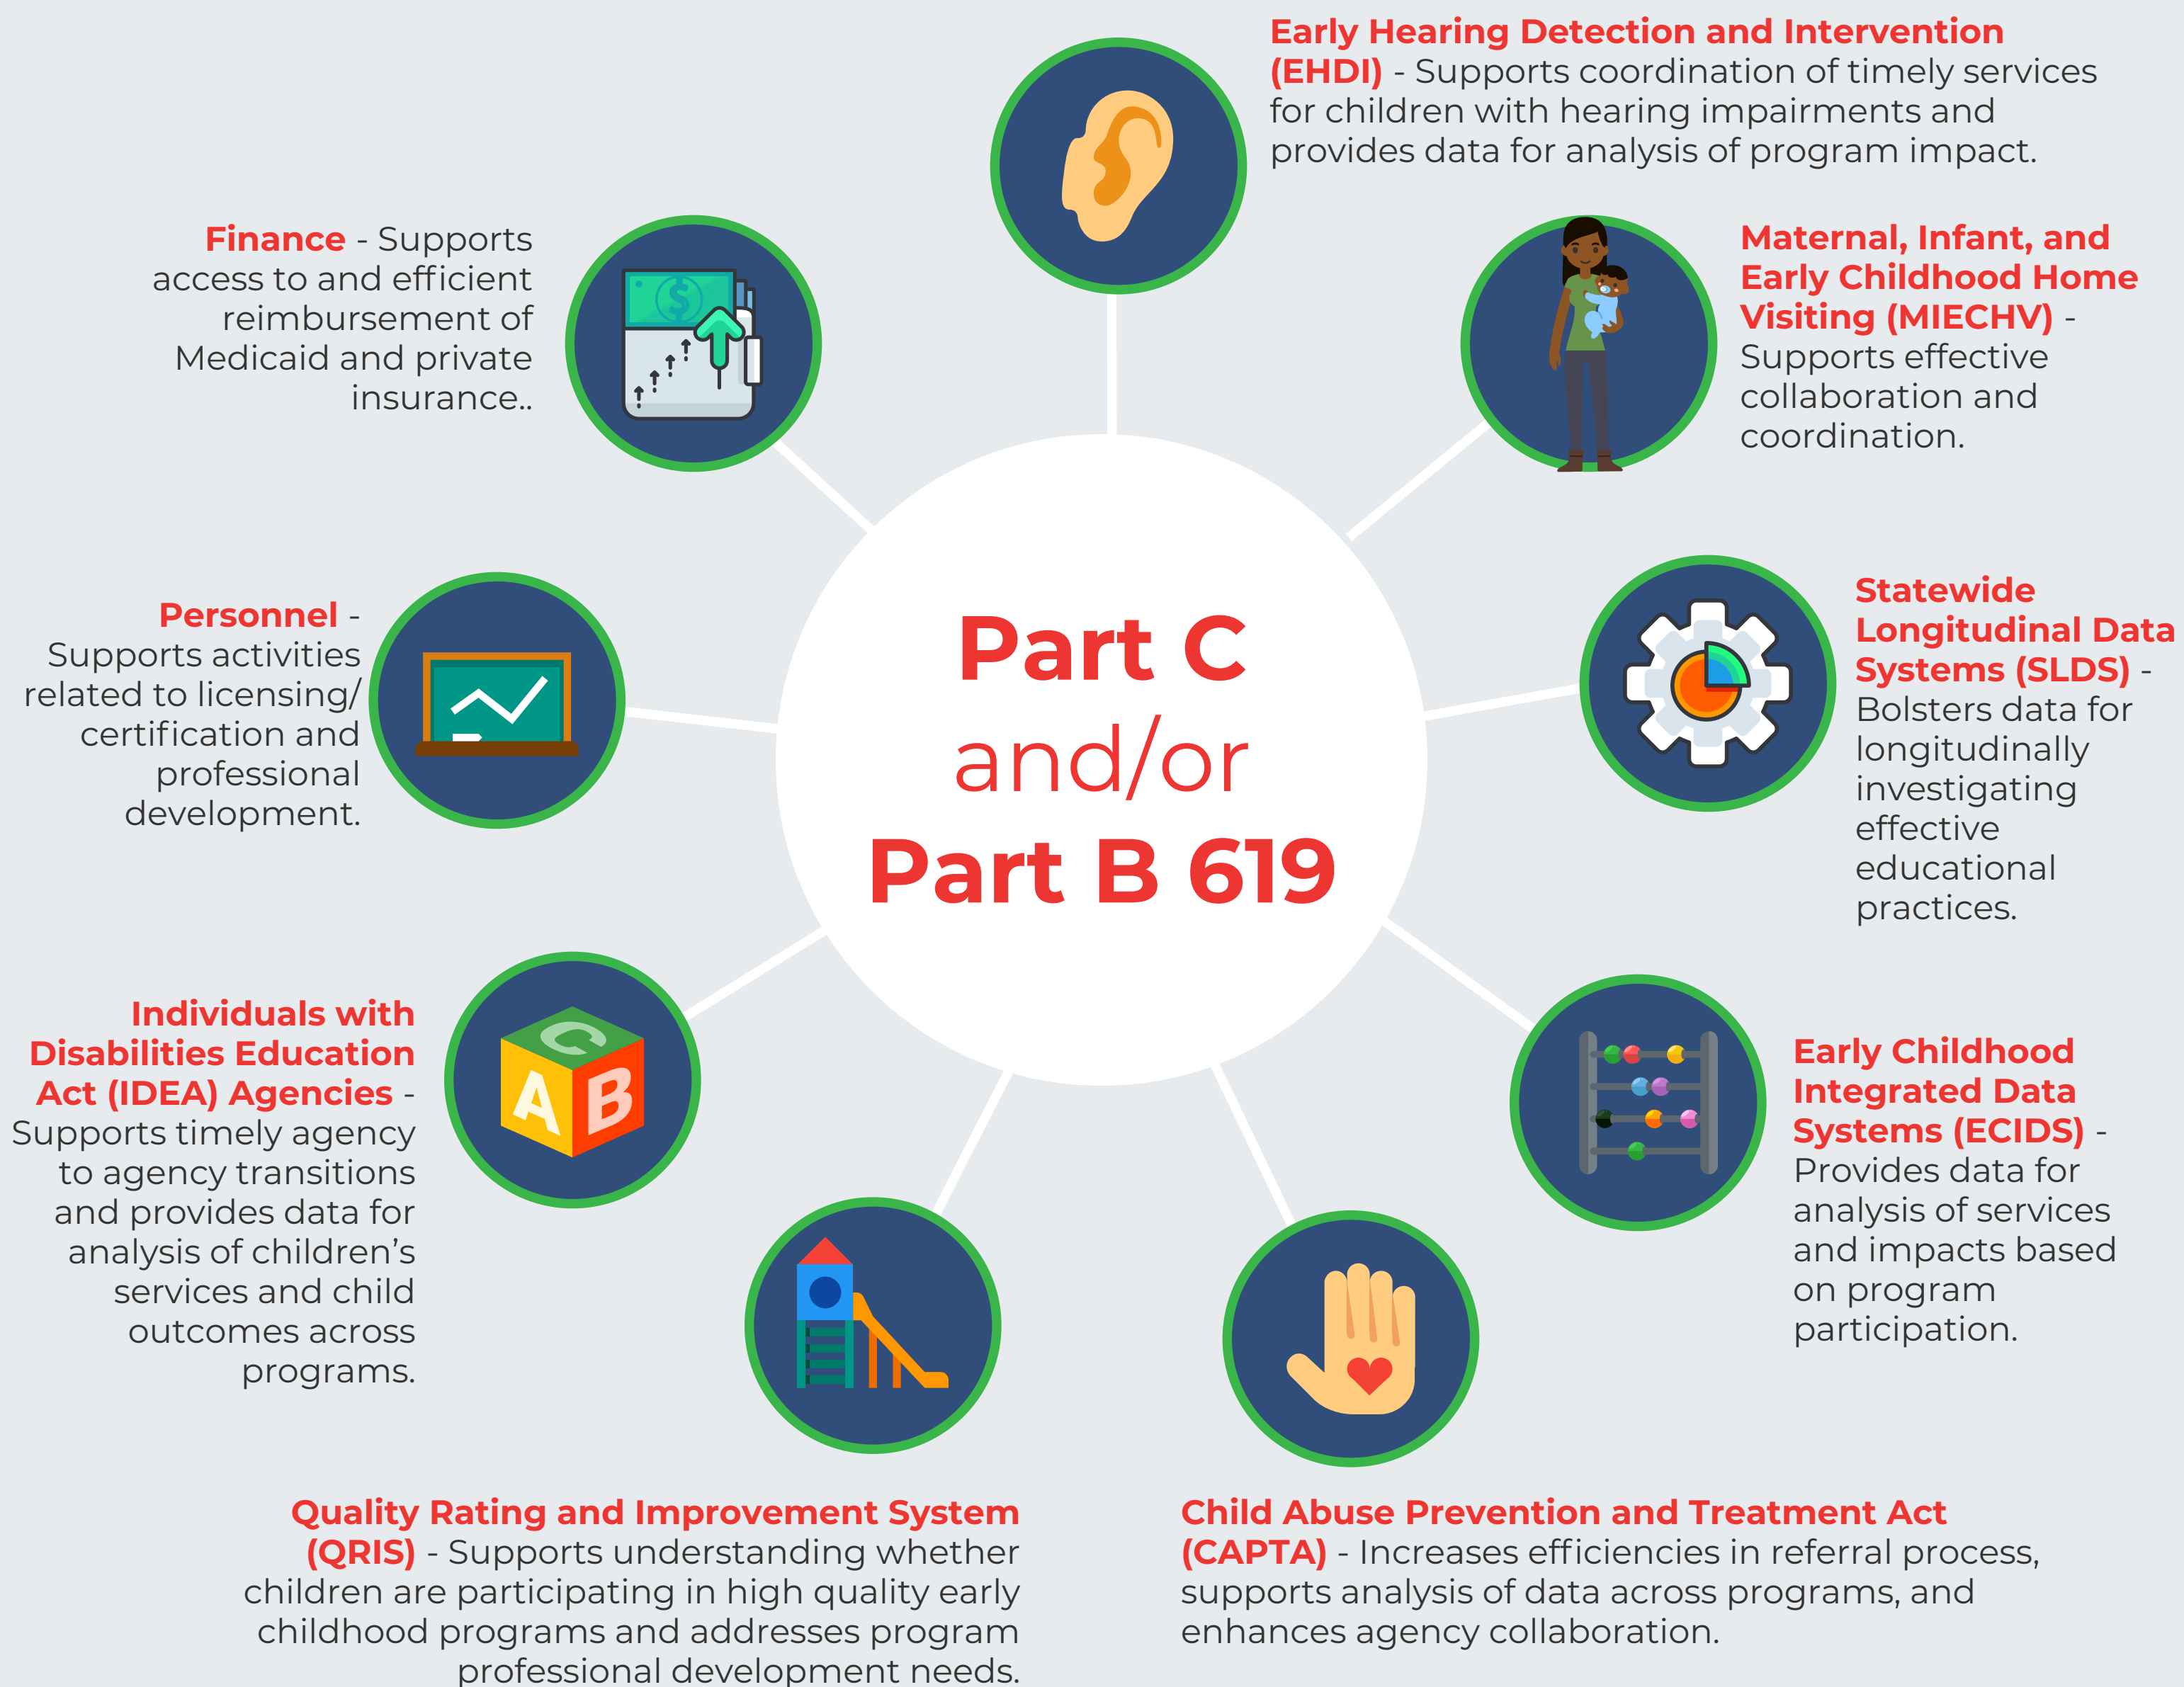 Early Hearing Detection and Intervention
(EHDI) - Supports coordination of timely services
for children with hearing impairments and
provides data for analysis of program impact.
Maternal, Infant, and
Early Childhood Home
Visiting (MIECHV) -
Supports effective
collaboration and
coordination.
Statewide
Longitudinal Data
Systems (SLDS) -
Bolsters data for
longitudinally
investigating
effective
educational
practices.
Early Childhood
Integrated Data
Systems (ECIDS) -
Provides data for
analysis of services
and impacts based
on program
participation.
Child Abuse Prevention and Treatment Act
(CAPTA) - Increases efficiencies in referral process,
supports analysis of data across programs, and
enhances agency collaboration.
Quality Rating and Improvement System
(QRIS) - Supports understanding whether
children are participating in high quality early
childhood programs and addresses program
professional development needs.
Individuals with
Disabilities Education
Act (IDEA) Agencies -
Supports timely agency
to agency transitions
and provides data for
analysis of children’s
services and child
outcomes across
programs.
C
A B
Personnel -
Supports activities
related to licensing/
certification and
professional
development.
Finance - Supports
access to and efficient
reimbursement of
Medicaid and private
insurance..
$
Part C
and/or
Part B 619